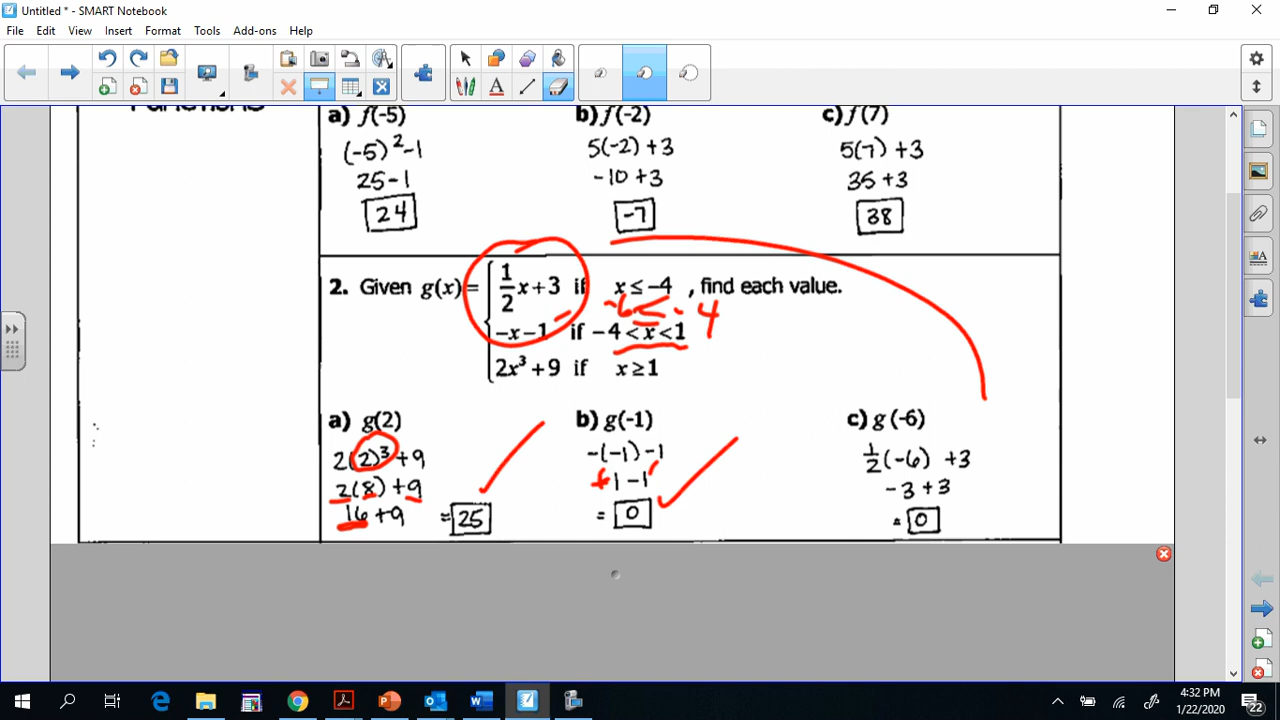 Untitled * - SMART Notebook
File Edit View Insert Format Tools Add-ons Help
a) f(-5) b) f(-2) c) f(7)
(-5)² -1 5(-2) +3 5(7) +3
25-1 -10 +3 35 +3
24 -7 38
2. Given g(x) = { 1/2 x+3 if x ≤ -4 , find each value.
-6 ≤ -4
-x-1 if -4 < x < 1
2x³ + 9 if x ≥ 1
a) g(2) b) g(-1) c) g(-6)
2(2)³ +9 -(-1) -1 1/2(-6) +3
2(8) +9 +1 -1 -3 +3
16 +9 = 25 = 0 = 0
4:32 PM
1/22/2020
22